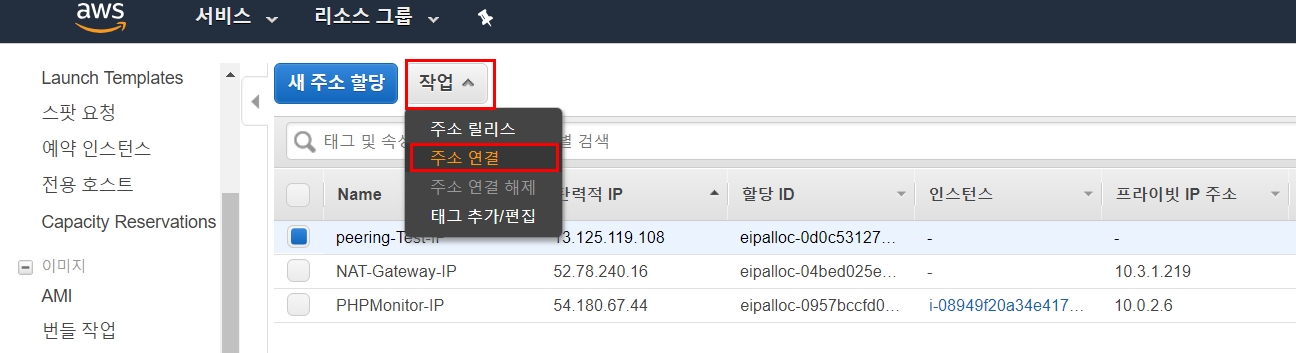 aws
서비스
리소스 그룹
Launch Templates
스팟 요청
예약 인스턴스
전용 호스트
Capacity Reservations
이미지
AMI
번들 작업
새 주소 할당
작업
주소 릴리스
주소 연결
주소 연결 해제
태그 추가/편집
태그 및 속성 검색
Name 탄력적 IP 할당 ID 인스턴스 프라이빗 IP 주소
peering-Test-IP 13.125.119.108 eipalloc-0d0c53127... - -
NAT-Gateway-IP 52.78.240.16 eipalloc-04bed025e... - 10.3.1.219
PHPMonitor-IP 54.180.67.44 eipalloc-0957bccfd0... i-08949f20a34e417... 10.0.2.6